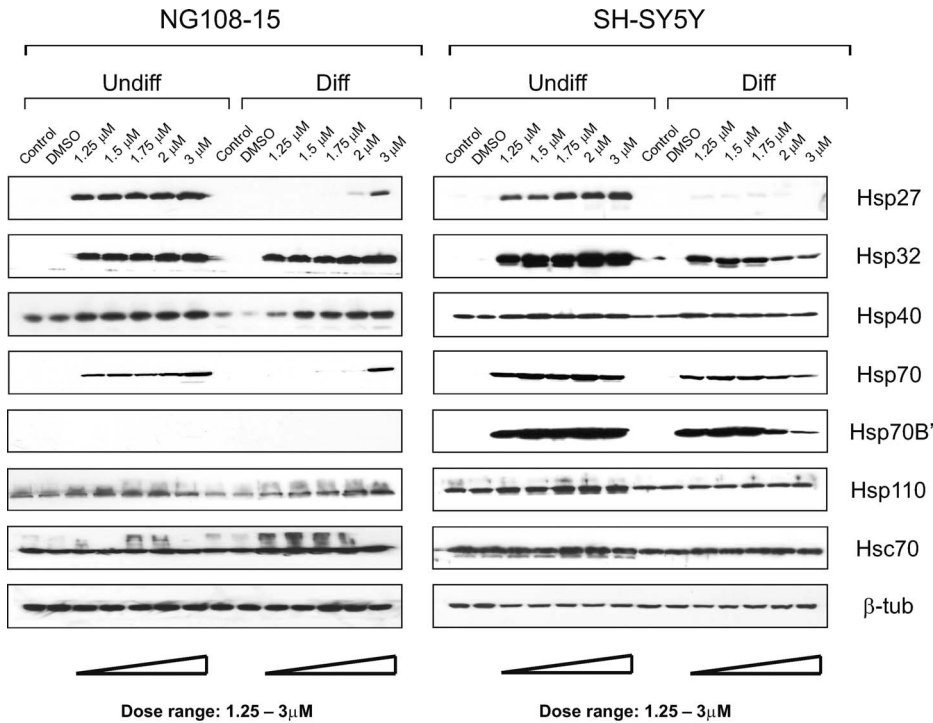 NG108-15 SH-SY5Y
Undiff Diff Undiff Diff
Control DMSO 1.25 μM 1.5 μM 1.75 μM 2 μM 3 μM Control DMSO 1.25 1.5 μM 1.75 μM 2 μM 3 μM Control DMSO 1.25 μM 1.5 μM 1.75 μM 2 μM 3 μM Control DMSO 1.25 μM 1.5 μM 1.75 μM 2 μM 3 μM
Hsp27
Hsp32
Hsp40
Hsp70
Hsp70B'
Hsp110
Hsc70
β-tub
Dose range: 1.25 – 3μM Dose range: 1.25 – 3μM